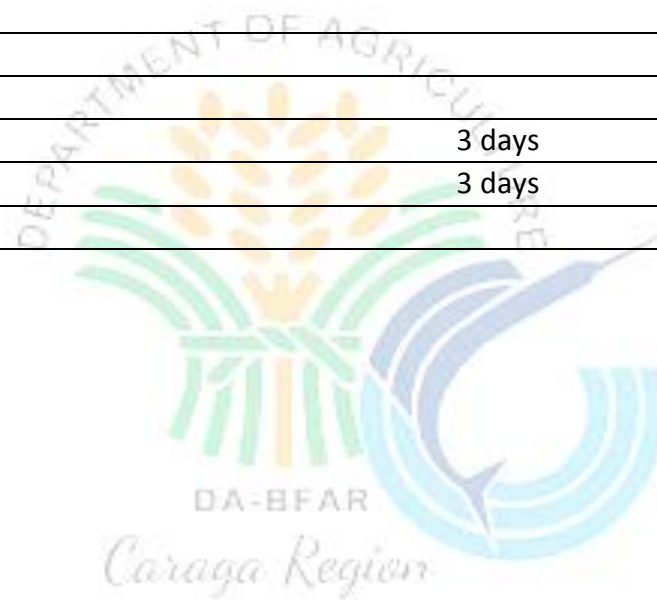 DEPARTMENT OF AGRICULTURE
3 days
3 days
DA-BFAR
Caraga Region